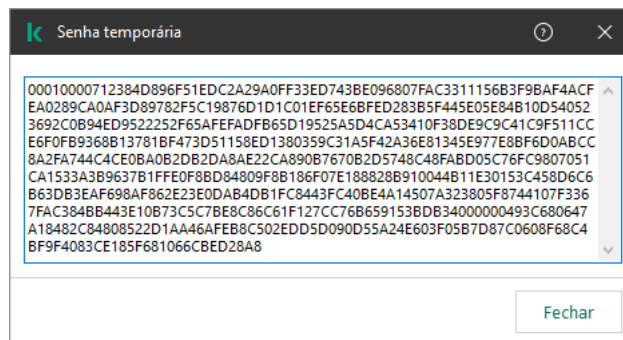 Senha temporária
00010000712384D896F51EDC2A29A0FF33ED743BE096807FAC3311156B3F9BAF4ACF
EA0289CA0AF3D89782F5C19876D1D1C01EF65E6BFED283B5F445E05E84B10D54052
3692C0B94ED9522252F65AFEFADFB65D19525A5D4CA53410F38DE9C9C41C9F511CC
E6F0FB9368B13781BF473D51158ED1380359C31A5F42A36E81345E977E8BF6D0ABCC
8A2FA744C4CE0BA0B2DB2DA8AE22CA890B7670B2D5748C48FABD05C76FC9807051
CA1533A3B9637B1FFE0F8BD84809F8B186F07E188828B910044B11E30153C458D6C6
B63DB3EAF698AF862E23E0DAB4DB1FC8443FC40BE4A14507A323805F8744107F336
7FAC384BB443E10B73C5C7BE8C86C61F127CC76B659153BDB34000000493C680647
A18482C84808522D1AA46AFEB8C502EDD5D090D55A24E603F05B7D87C0608F68C4
BF9F4083CE185F681066CBED28A8
Fechar